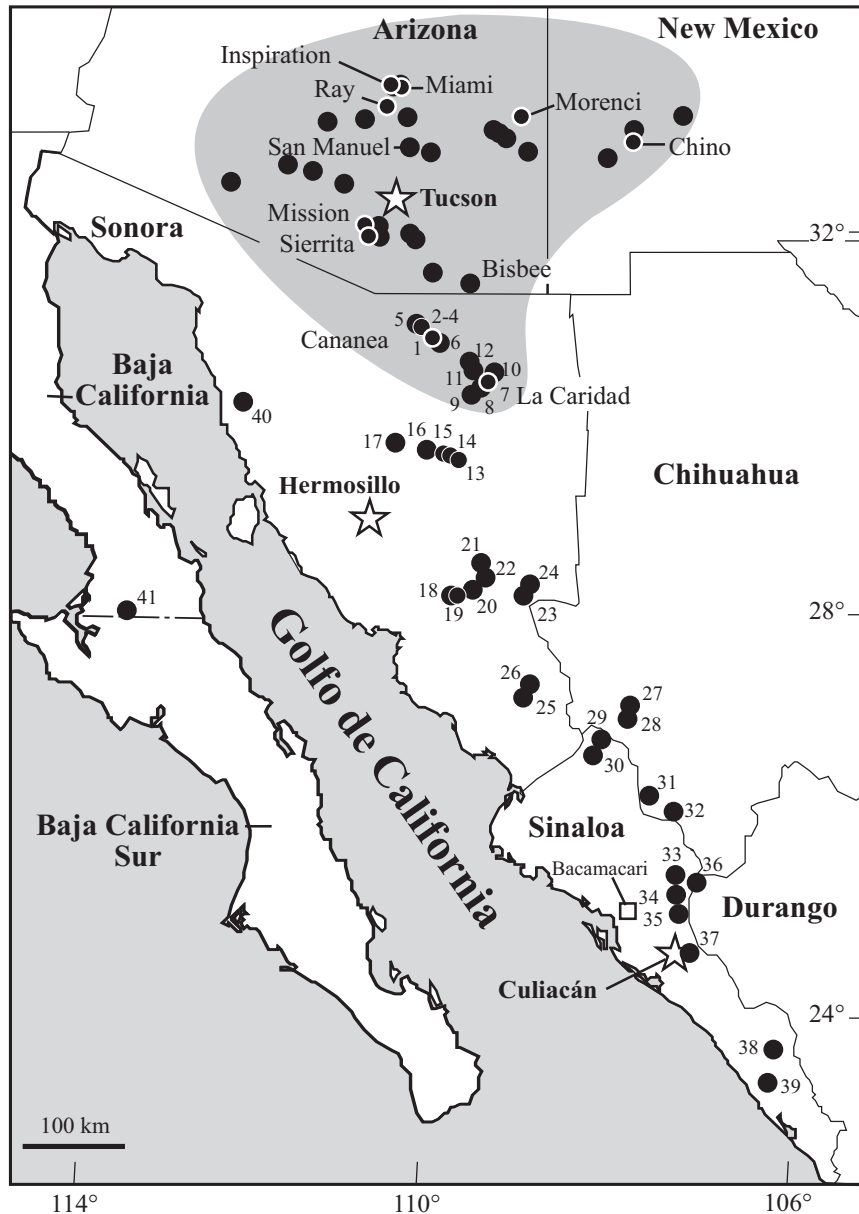 Arizona
New Mexico
Inspiration
Miami
Ray
Morenci
San Manuel
Chino
Tucson
Mission
Sonora
Sierrita
32°
Bisbee
5
2-4
Cananea
1
6
12
10
11
7
La Caridad
9
8
Baja
California
40
17
16
15
14
13
Hermosillo
Chihuahua
21
22
24
18
19
20
23
41
28°
Golfo de California
26
25
27
28
29
30
31
32
Sinaloa
Baja California
Sur
33
36
Bacamacari
34
35
Durango
37
Culiacán
24°
38
39
100 km
114°
110°
106°